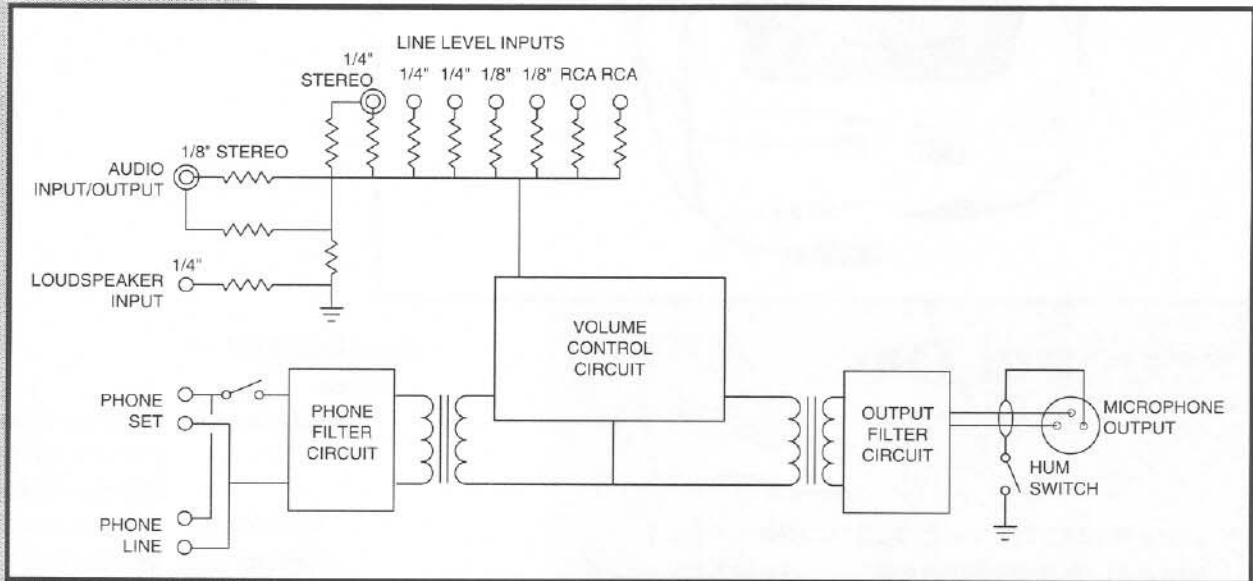 LINE LEVEL INPUTS
1/4"
STEREO
1/4" 1/4" 1/8" 1/8" RCA RCA
1/8" STEREO
AUDIO
INPUT/OUTPUT
1/4"
LOUDSPEAKER
INPUT
VOLUME
CONTROL
CIRCUIT
PHONE
SET
PHONE
FILTER
CIRCUIT
OUTPUT
FILTER
CIRCUIT
MICROPHONE
OUTPUT
HUM
SWITCH
PHONE
LINE